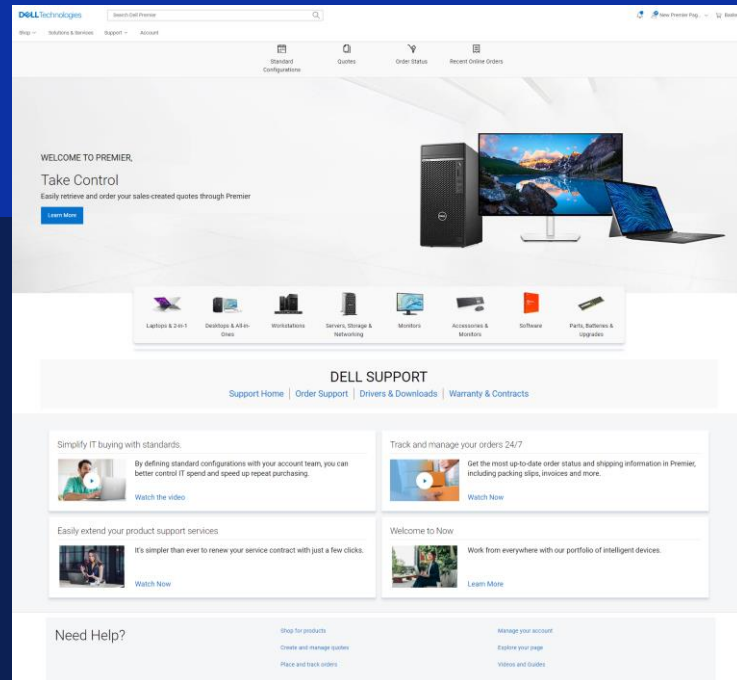 DELL Technologies
Search Dell Premier
New Premier Pag...
Shop
Solutions & Services
Support
Account
Standard
Configurations
Quotes
Order Status
Recent Online Orders
WELCOME TO PREMIER,
Take Control
Easily retrieve and order your sales-created quotes through Premier
Learn More
Laptops & 2-in-1
Desktops & All-in-
Ones
Workstations
Servers, Storage &
Networking
Monitors
Accessories &
Monitors
Software
Parts, Batteries &
Upgrades
DELL SUPPORT
Support Home | Order Support | Drivers & Downloads | Warranty & Contracts
Simplify IT buying with standards.
By defining standard configurations with your account team, you can
better control IT spend and speed up repeat purchasing.
Watch the video
Track and manage your orders 24/7
Get the most up-to-date order status and shipping information in Premier,
including packing slips, invoices and more.
Watch Now
Easily extend your product support services
It's simpler than ever to renew your service contract with just a few clicks.
Watch Now
Welcome to Now
Work from everywhere with our portfolio of intelligent devices.
Learn More
Need Help?
Shop for products
Create and manage quotes
Place and track orders
Manage your account
Explore your page
Videos and Guides